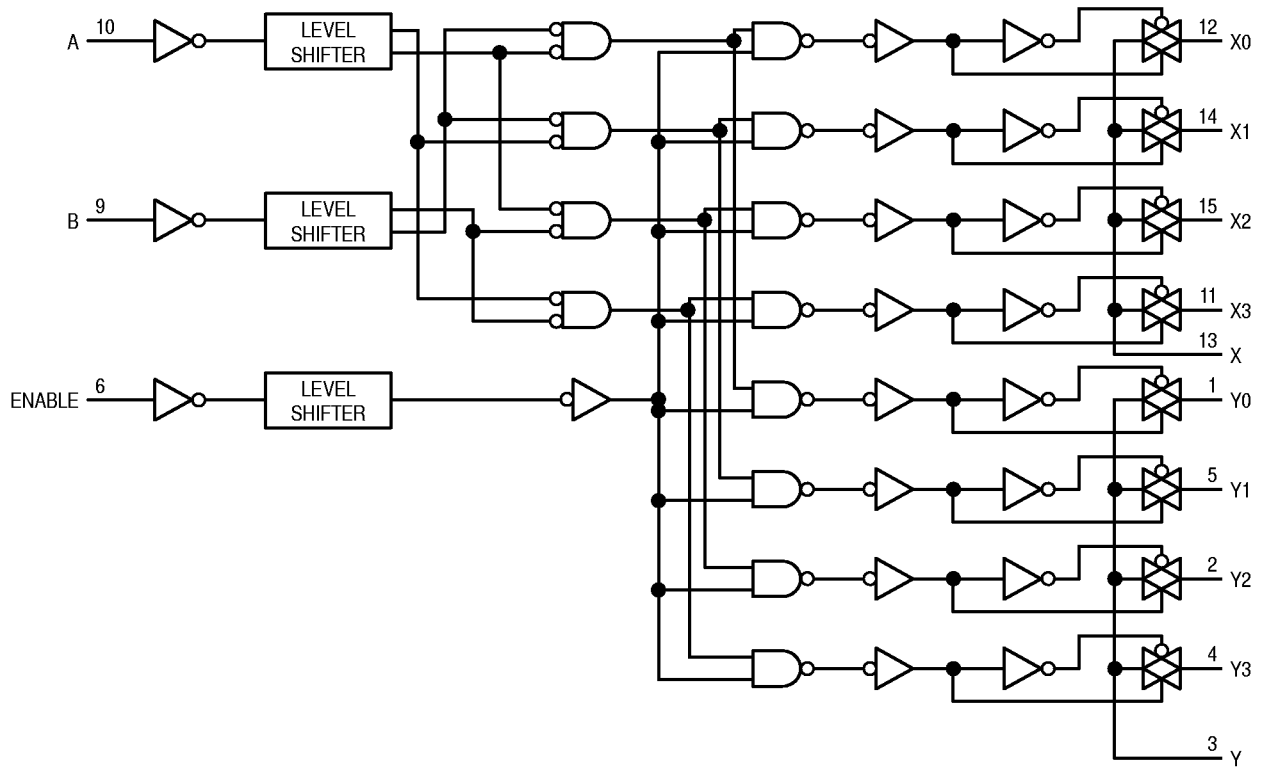 A 10 LEVEL SHIFTER 12 X0
14 X1
B 9 LEVEL SHIFTER 15 X2
11 X3
13 X
ENABLE 6 LEVEL SHIFTER 1 Y0
5 Y1
2 Y2
4 Y3
3 Y